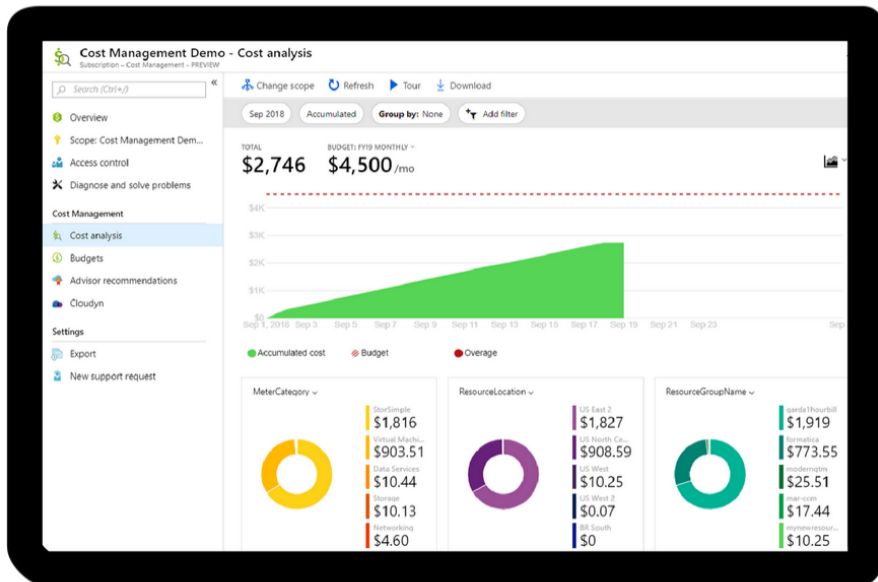 Cost Management Demo - Cost analysis
Subscription - Cost Management - PREVIEW
Search (Ctrl+/)
«
Overview
Scope: Cost Management Dem...
Access control
Diagnose and solve problems
Cost Management
Cost analysis
Budgets
Advisor recommendations
Cloudyn
Settings
Export
New support request
Change scope Refresh Tour Download
Sep 2018 Accumulated Group by: None Add filter
TOTAL BUDGET: FY19 MONTHLY
$2,746 $4,500 /mo
$4K
$3K
$2K
$1K
$0
Sep 1, 2018 Sep 3 Sep 5 Sep 7 Sep 9 Sep 11 Sep 13 Sep 15 Sep 17 Sep 19 Sep 21 Sep 23 Sep
Accumulated cost Budget Overage
MeterCategory
StorSimple
$1,816
Virtual Machi...
$903.51
Data Services
$10.44
Storage
$10.13
Networking
$4.60
ResourceLocation
US East 2
$1,827
US North Ce...
$908.59
US West
$10.25
US West 2
$0.07
BR South
$0
ResourceGroupName
qarda1hourbill
$1,919
formatica
$773.55
modernqtm
$25.51
mar-ccm
$17.44
mynewresour...
$10.25